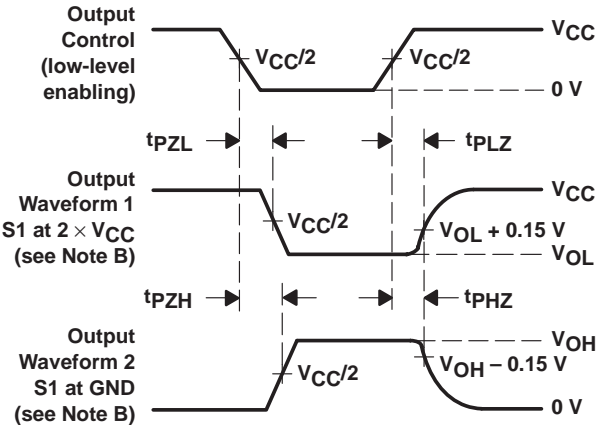 Output
Control
(low-level
enabling)
VCC/2
VCC/2
VCC
0 V
tPZL
tPLZ
Output
Waveform 1
S1 at 2 × VCC
(see Note B)
VCC/2
VCC
VOL + 0.15 V
VOL
tPZH
tPHZ
Output
Waveform 2
S1 at GND
(see Note B)
VCC/2
VOH
VOH − 0.15 V
0 V